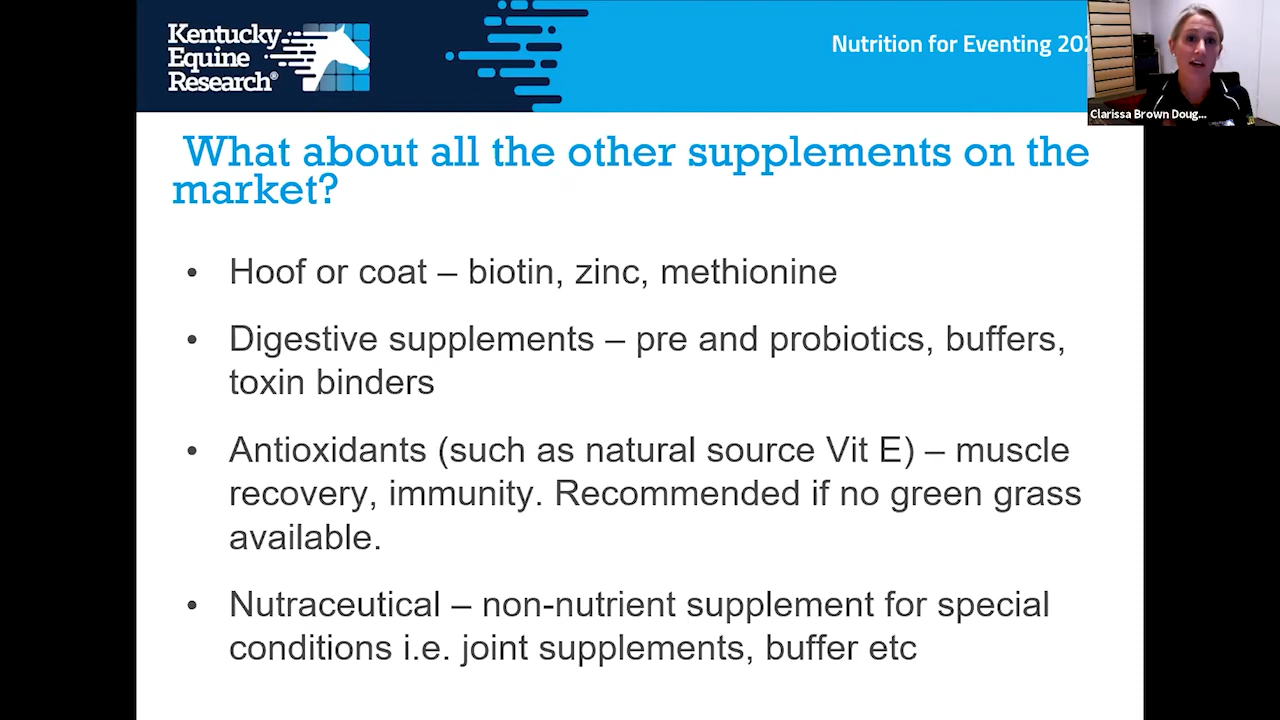 Kentucky
Equine
Research®
Nutrition for Eventing
Clarissa Brown Doug...
What about all the other supplements on the
market?
• Hoof or coat – biotin, zinc, methionine
• Digestive supplements – pre and probiotics, buffers,
toxin binders
• Antioxidants (such as natural source Vit E) – muscle
recovery, immunity. Recommended if no green grass
available.
• Nutraceutical – non-nutrient supplement for special
conditions i.e. joint supplements, buffer etc